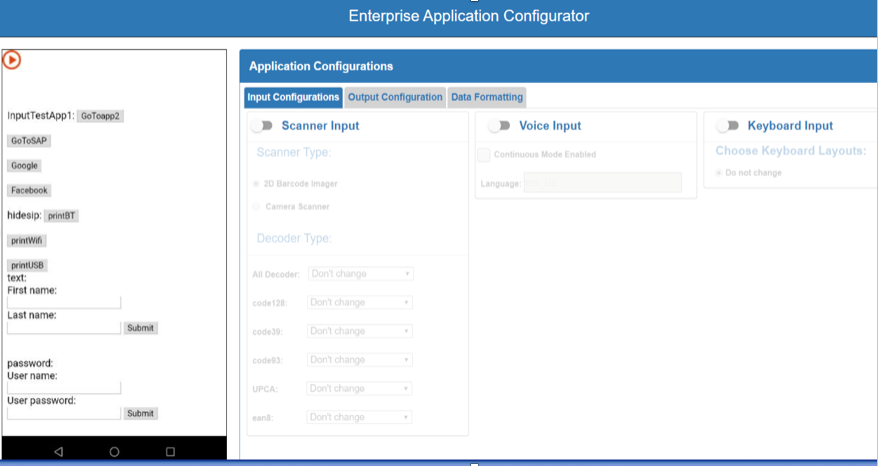 Enterprise Application Configurator
InputTestApp1: GoToapp2
GoToSAP
Google
Facebook
hidesip: printBT
printWifi
printUSB
text:
First name:
Last name:
Submit
password:
User name:
User password:
Submit
Application Configurations
Input Configurations Output Configuration Data Formatting
Scanner Input
Scanner Type:
2D Barcode Imager
Camera Scanner
Decoder Type:
All Decoder: Don't change
code128: Don't change
code39: Don't change
code93: Don't change
UPCA: Don't change
ean8: Don't change
Voice Input
Continuous Mode Enabled
Language:
Keyboard Input
Choose Keyboard Layouts:
Do not change